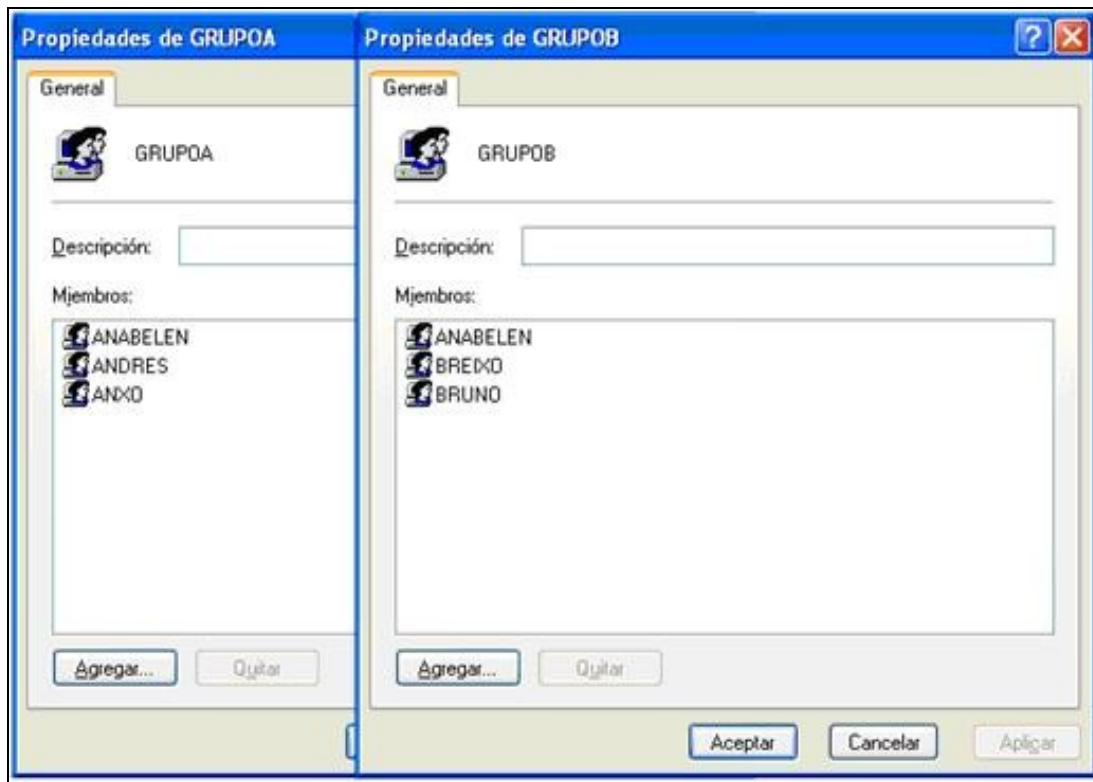 Propiedades de GRUPOA
General
GRUPOA
Descripción:
Miembros:
ANABELEN
ANDRES
ANXO
Agregar...
Quitar
Propiedades de GRUPOB
General
GRUPOB
Descripción:
Miembros:
ANABELEN
BREIXO
BRUNO
Agregar...
Quitar
Aceptar
Cancelar
Aplicar